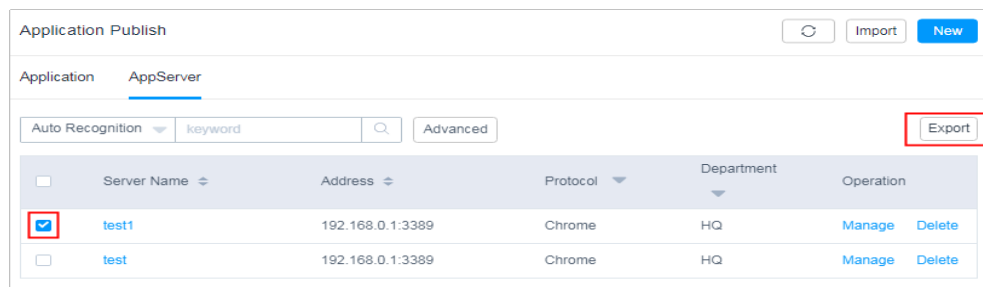 Application Publish Import New
Application AppServer
Auto Recognition keyword Advanced Export
Server Name Address Protocol Department Operation
test1 192.168.0.1:3389 Chrome HQ Manage Delete
test 192.168.0.1:3389 Chrome HQ Manage Delete